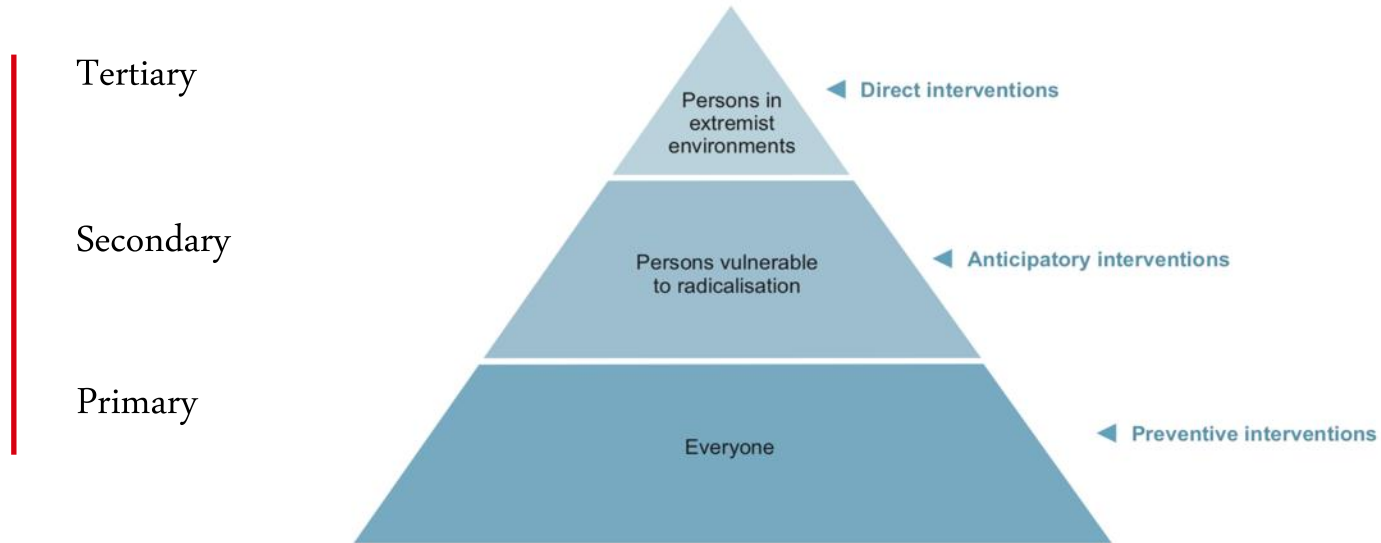 Tertiary
Persons in
extremist
environments
Direct interventions
Secondary
Persons vulnerable
to radicalisation
Anticipatory interventions
Primary
Everyone
Preventive interventions